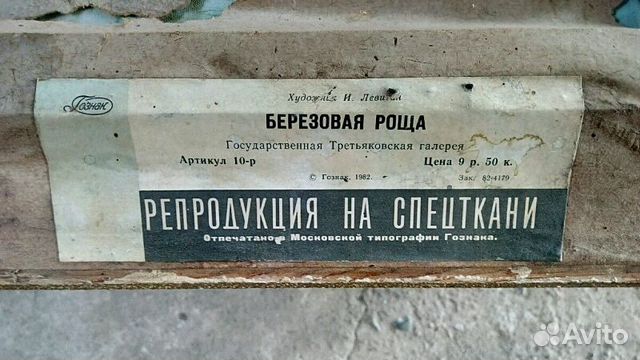 Гознак
Художник И. Левитан
БЕРЕЗОВАЯ РОЩА
Государственная Третьяковская галерея
Артикул 10-р Цена 9 р. 50 к.
© Гознак, 1982. Зак. 82-4179
РЕПРОДУКЦИЯ НА СПЕЦТКАНИ
Отпечатано в Московской типографии Гознака.
Avito